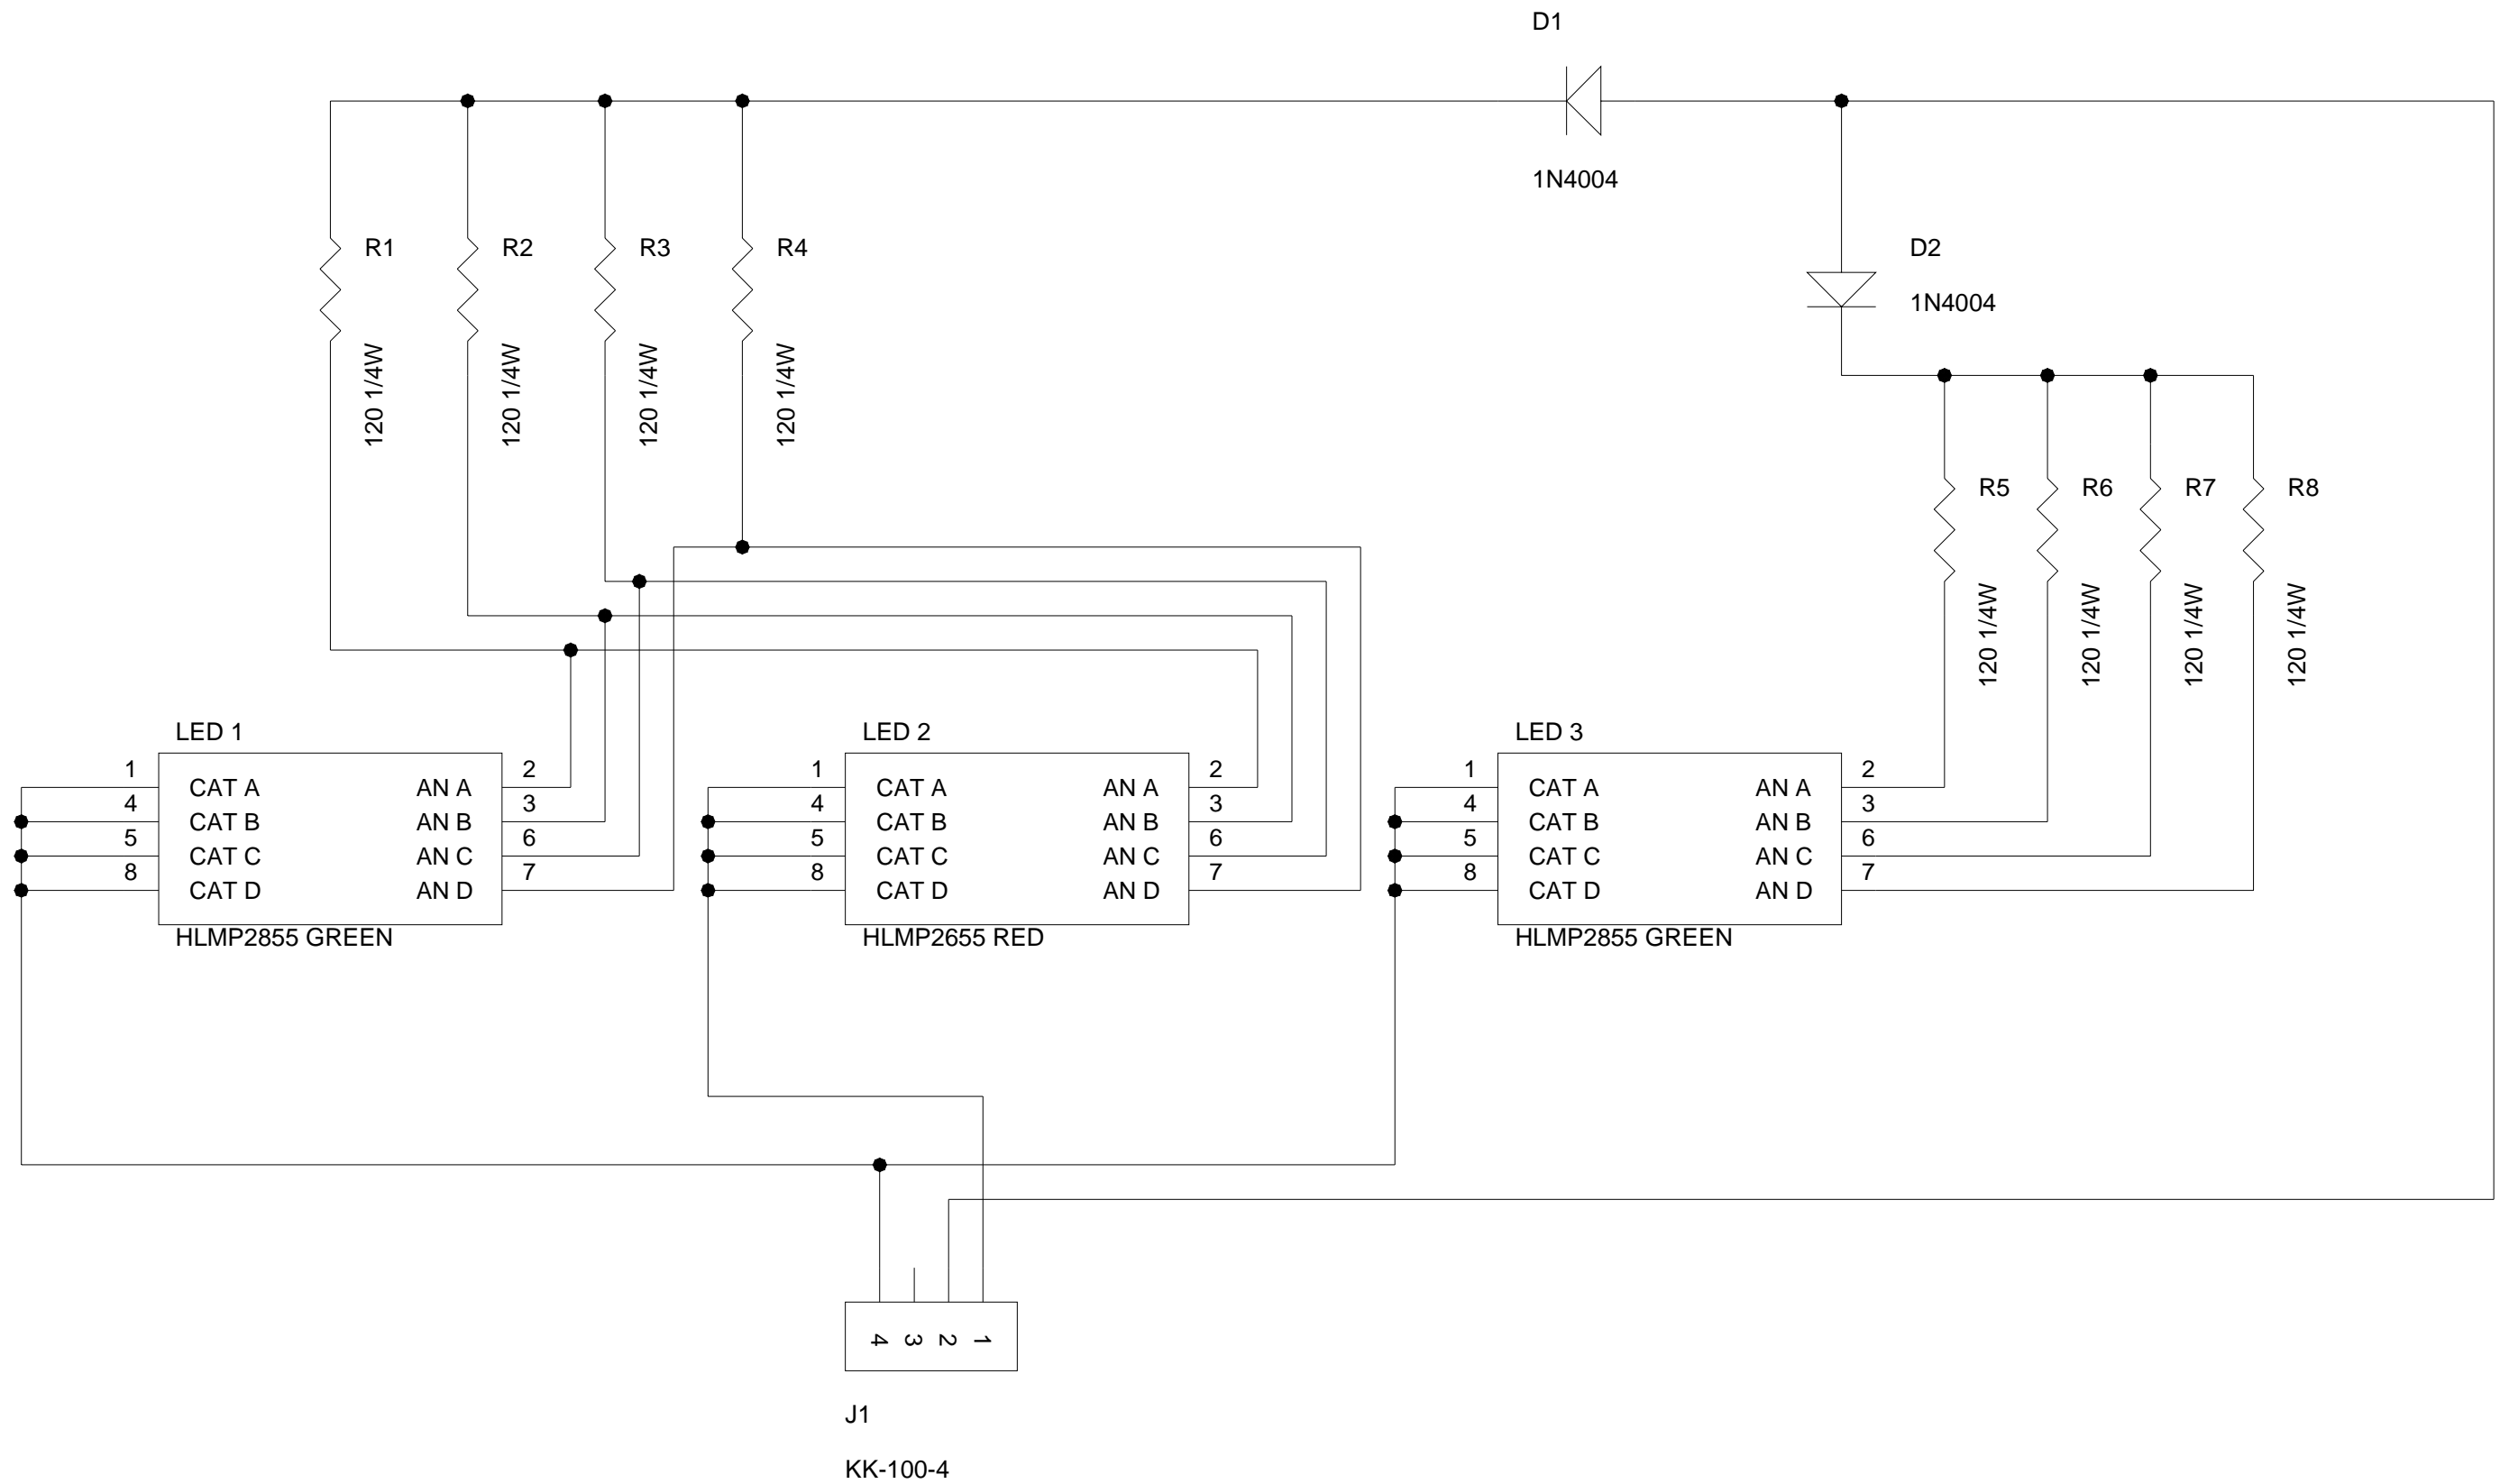 D1
1N4004
R1
R2
R3
R4
120 1/4W
120 1/4W
120 1/4W
120 1/4W
D2
1N4004
R5
R6
R7
R8
120 1/4W
120 1/4W
120 1/4W
120 1/4W
LED 1
1 CAT A AN A 2
4 CAT B AN B 3
5 CAT C AN C 6
8 CAT D AN D 7
HLMP2855 GREEN
LED 2
1 CAT A AN A 2
4 CAT B AN B 3
5 CAT C AN C 6
8 CAT D AN D 7
HLMP2655 RED
LED 3
1 CAT A AN A 2
4 CAT B AN B 3
5 CAT C AN C 6
8 CAT D AN D 7
HLMP2855 GREEN
4 3 2 1
J1
KK-100-4